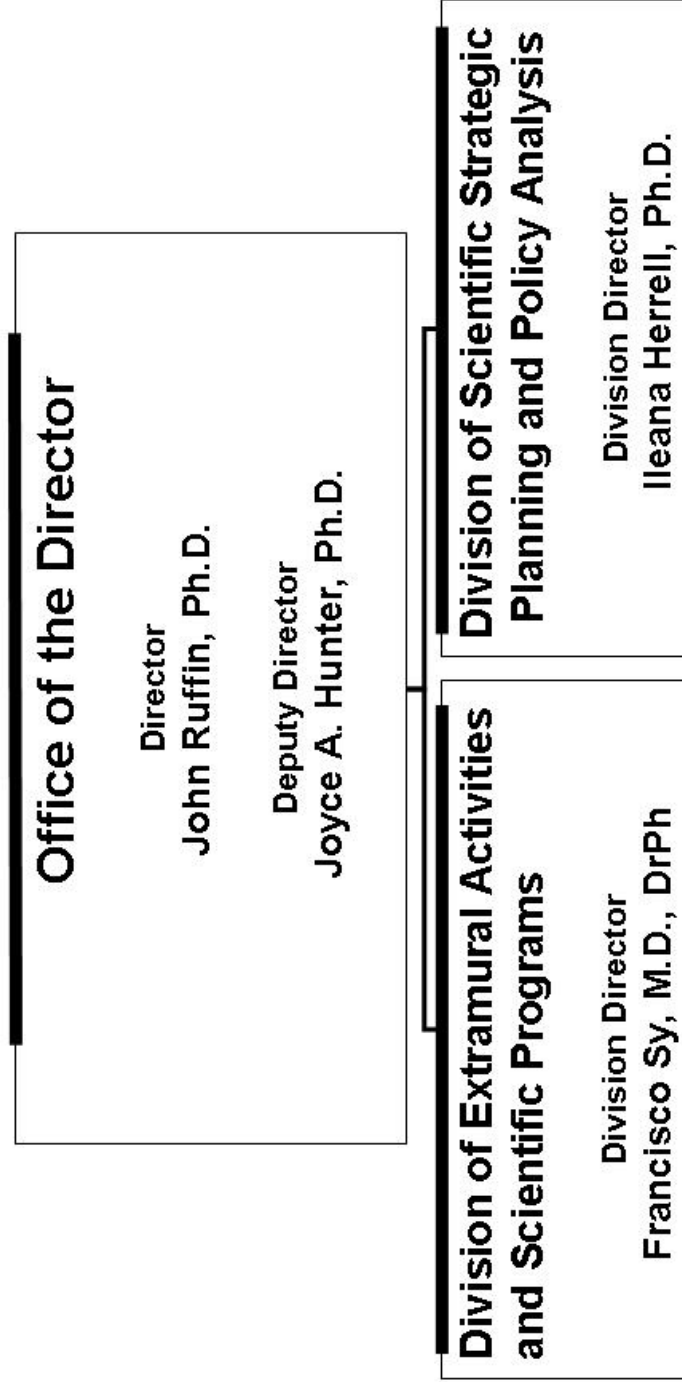 Office of the Director
Director
John Ruffin, Ph.D.
Deputy Director
Joyce A. Hunter, Ph.D.
Division of Extramural Activities
and Scientific Programs
Division Director
Francisco Sy, M.D., DrPh
Division of Scientific Strategic
Planning and Policy Analysis
Division Director
Ileana Herrell, Ph.D.